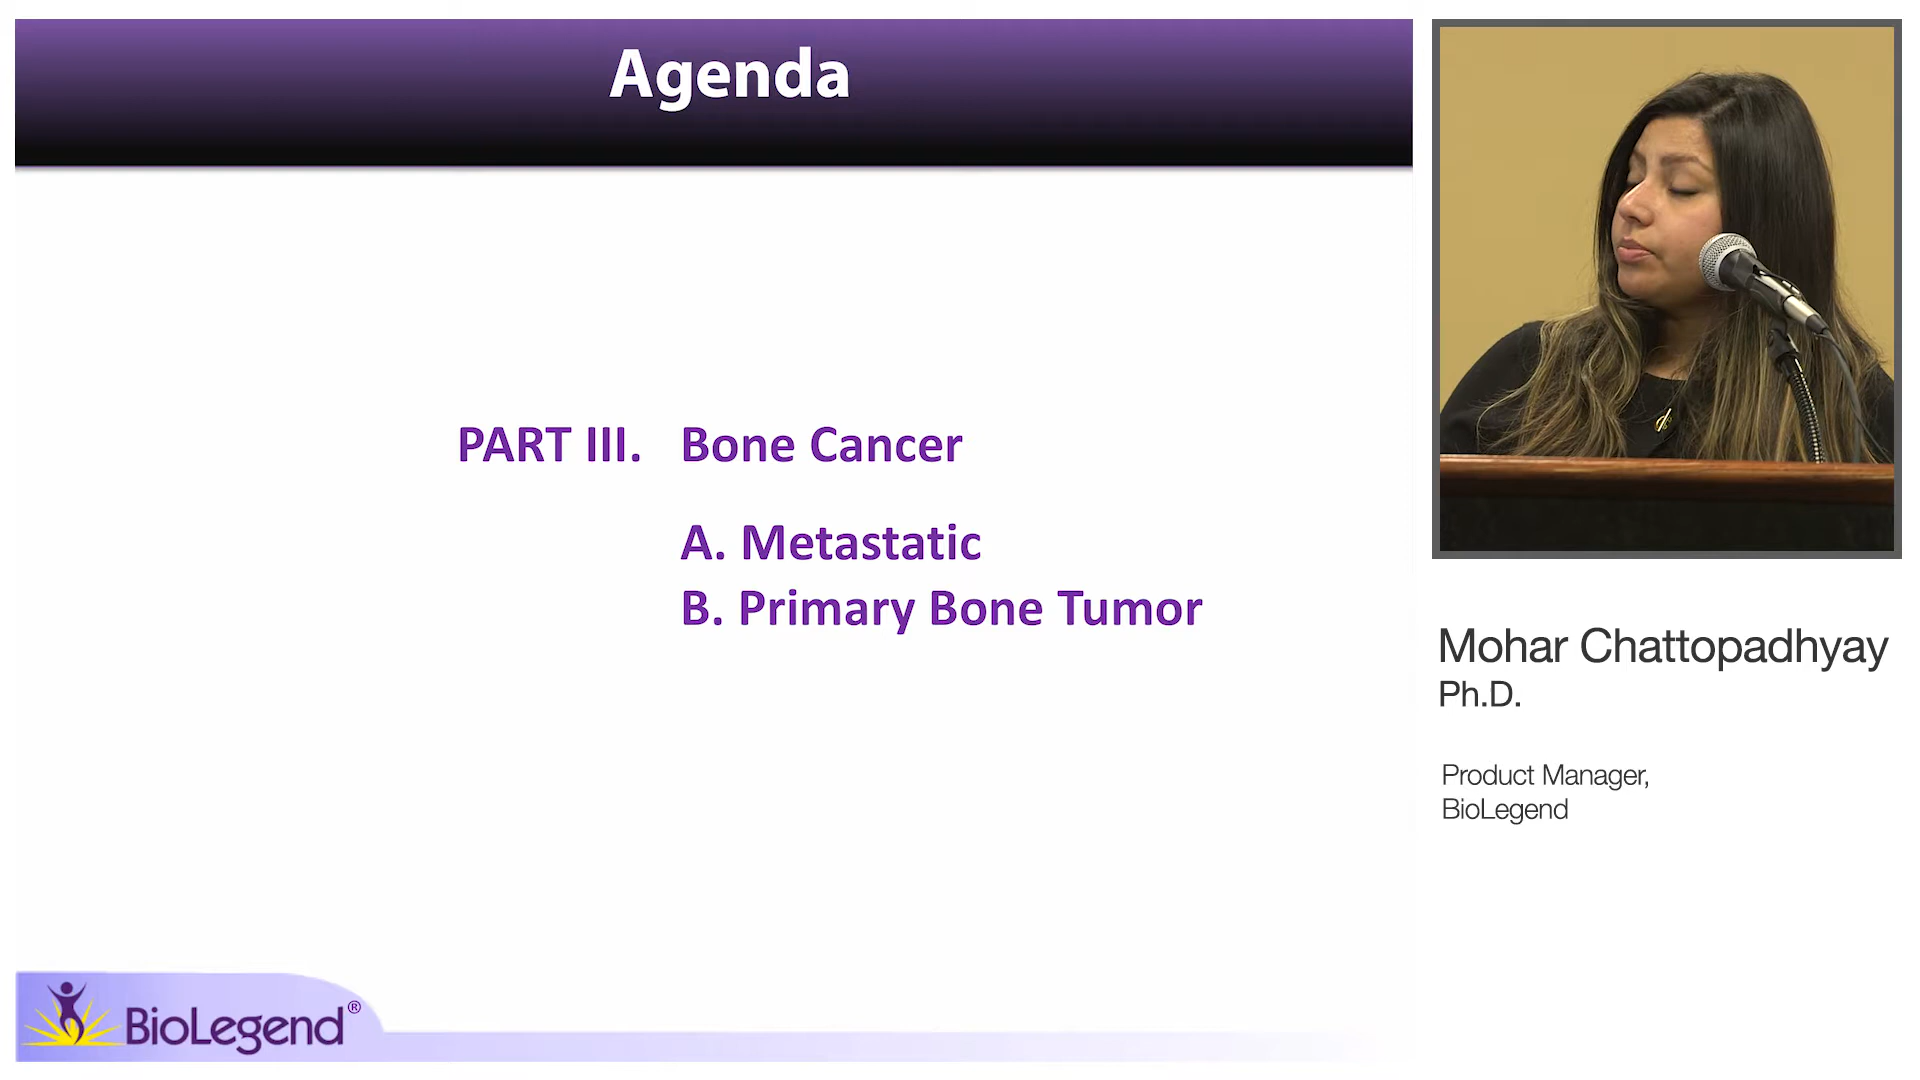 Agenda
PART III. Bone Cancer
A. Metastatic
B. Primary Bone Tumor
BioLegend®
Mohar Chattopadhyay
Ph.D.
Product Manager,
BioLegend